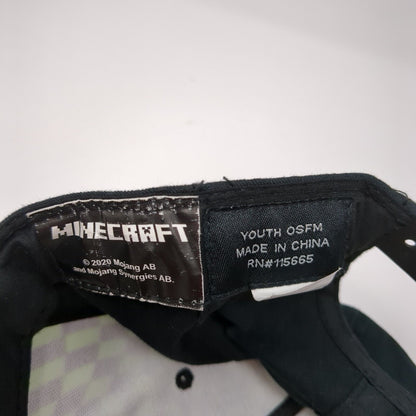 MINECRAFT
© 2020 Mojang AB
and Mojang Synergies AB.
YOUTH OSFM
MADE IN CHINA
RN#115665